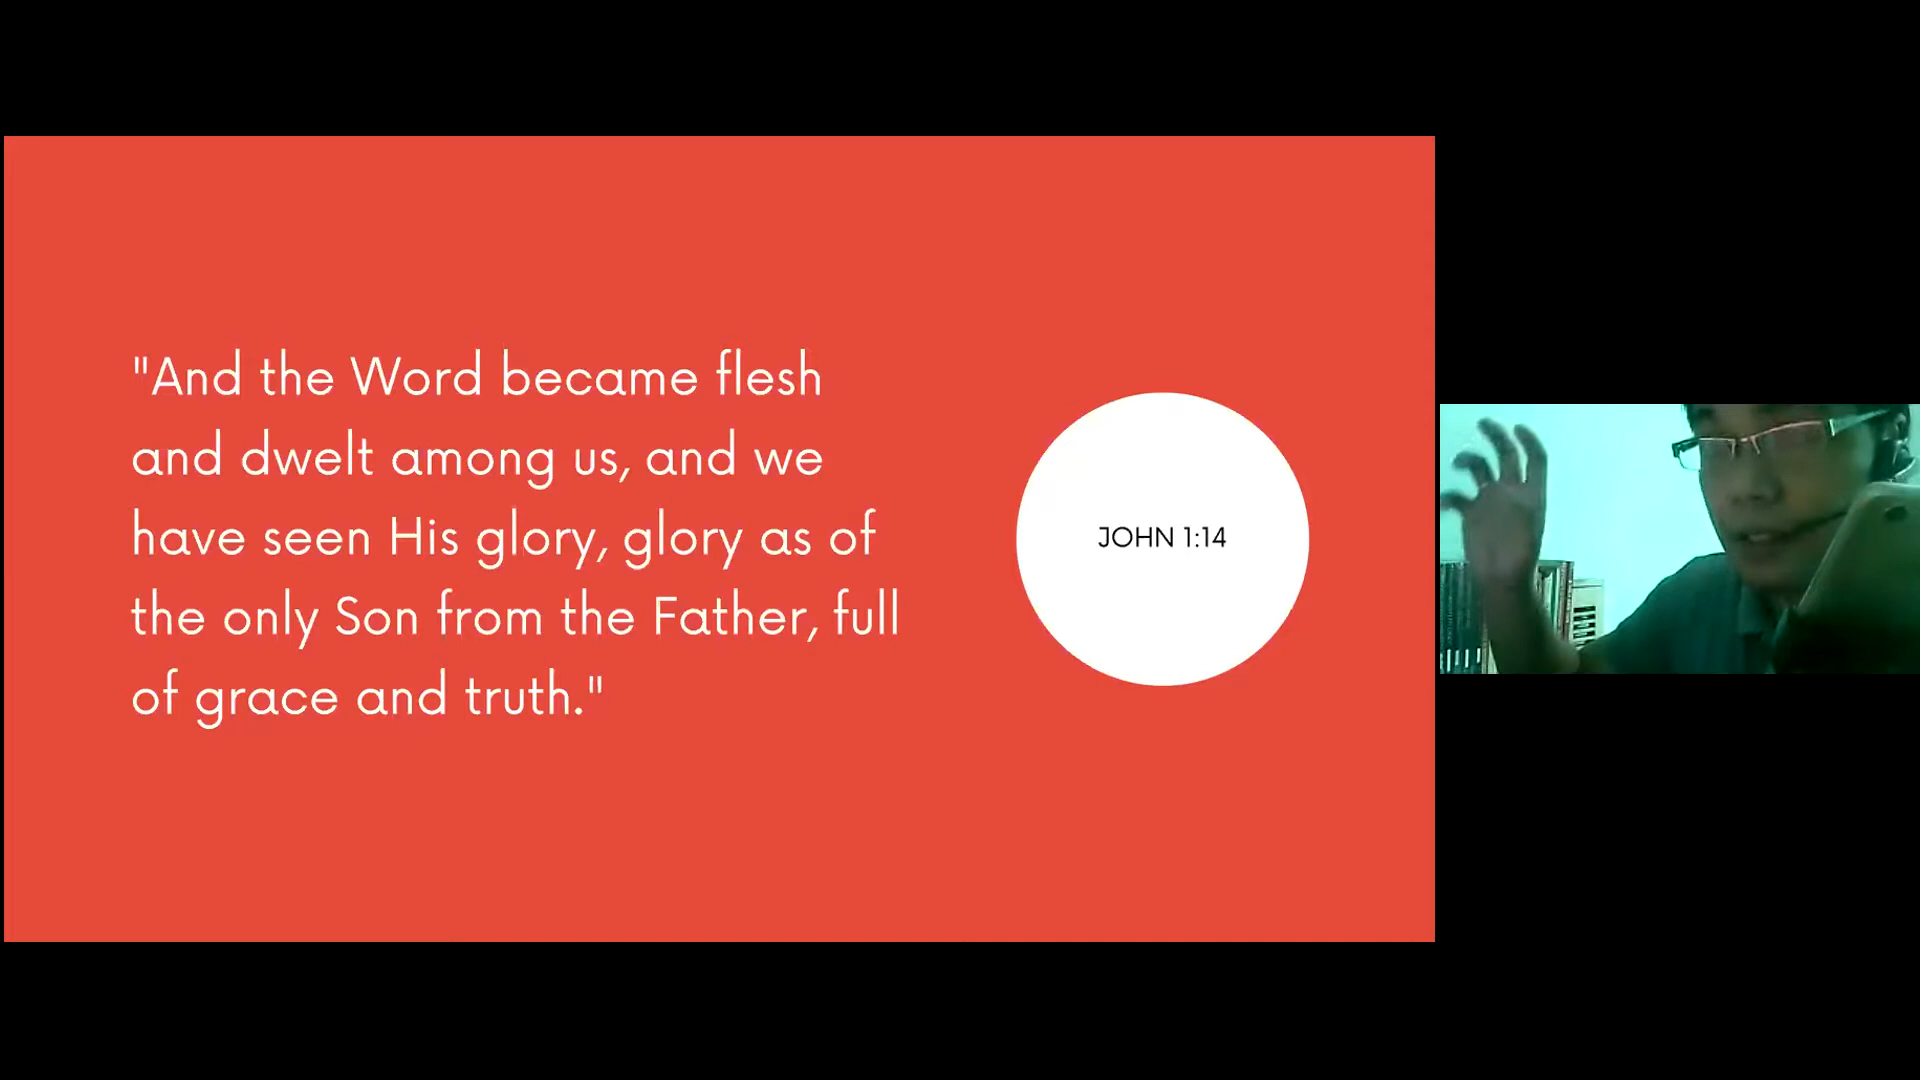 "And the Word became flesh
and dwelt among us, and we
have seen His glory, glory as of
the only Son from the Father, full
of grace and truth."
JOHN 1:14